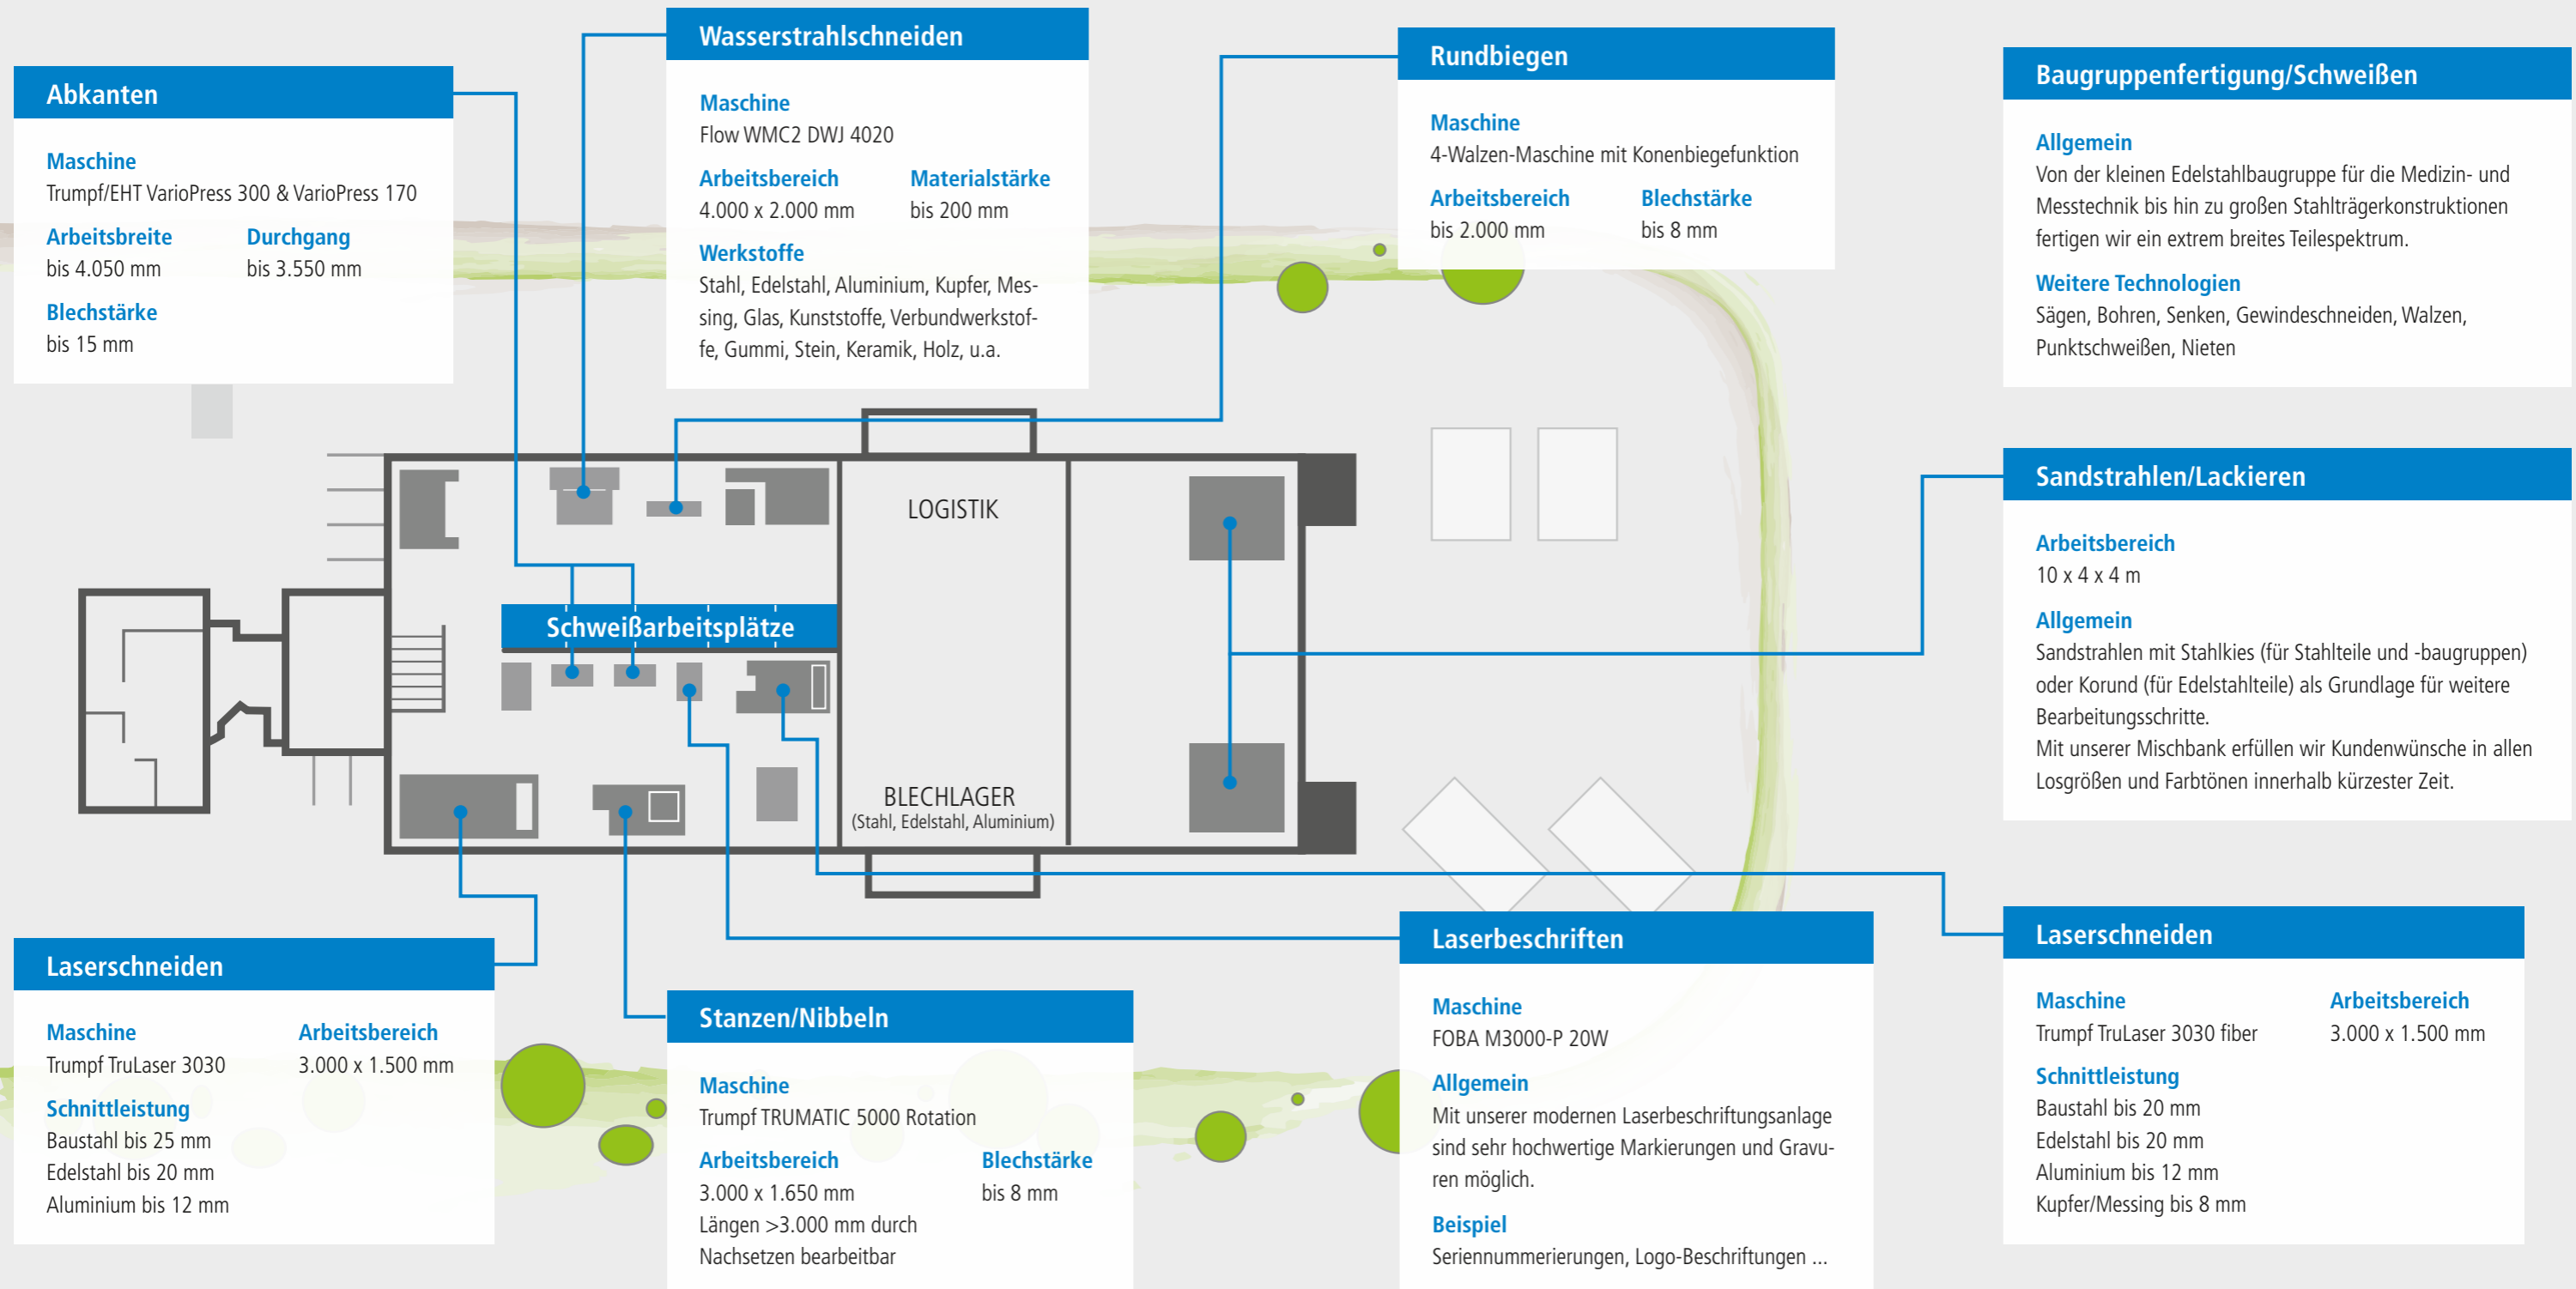 Abkanten
Maschine
Trumpf/EHT VarioPress 300 & VarioPress 170
Arbeitsbreite
bis 4.050 mm
Durchgang
bis 3.550 mm
Blechstärke
bis 15 mm
Wasserstrahlschneiden
Maschine
Flow WMC2 DWJ 4020
Arbeitsbereich
4.000 x 2.000 mm
Materialstärke
bis 200 mm
Werkstoffe
Stahl, Edelstahl, Aluminium, Kupfer, Mes-
sing, Glas, Kunststoffe, Verbundwerkstof-
fe, Gummi, Stein, Keramik, Holz, u.a.
Rundbiegen
Maschine
4-Walzen-Maschine mit Konenbiegefunktion
Arbeitsbereich
bis 2.000 mm
Blechstärke
bis 8 mm
Baugruppenfertigung/Schweißen
Allgemein
Von der kleinen Edelstahlbaugruppe für die Medizin- und
Messtechnik bis hin zu großen Stahlträgerkonstruktionen
fertigen wir ein extrem breites Teilespektrum.
Weitere Technologien
Sägen, Bohren, Senken, Gewindeschneiden, Walzen,
Punktschweißen, Nieten
LOGISTIK
Schweißarbeitsplätze
BLECHLAGER
(Stahl, Edelstahl, Aluminium)
Sandstrahlen/Lackieren
Arbeitsbereich
10 x 4 x 4 m
Allgemein
Sandstrahlen mit Stahlkies (für Stahlteile und -baugruppen)
oder Korund (für Edelstahlteile) als Grundlage für weitere
Bearbeitungsschritte.
Mit unserer Mischbank erfüllen wir Kundenwünsche in allen
Losgrößen und Farbtönen innerhalb kürzester Zeit.
Laserschneiden
Maschine
Trumpf TruLaser 3030
Arbeitsbereich
3.000 x 1.500 mm
Schnittleistung
Baustahl bis 25 mm
Edelstahl bis 20 mm
Aluminium bis 12 mm
Stanzen/Nibbeln
Maschine
Trumpf TRUMATIC 5000 Rotation
Arbeitsbereich
3.000 x 1.650 mm
Längen >3.000 mm durch
Nachsetzen bearbeitbar
Blechstärke
bis 8 mm
Laserbeschriften
Maschine
FOBA M3000-P 20W
Allgemein
Mit unserer modernen Laserbeschriftungsanlage
sind sehr hochwertige Markierungen und Gravu-
ren möglich.
Beispiel
Seriennummerierungen, Logo-Beschriftungen ...
Laserschneiden
Maschine
Trumpf TruLaser 3030 fiber
Arbeitsbereich
3.000 x 1.500 mm
Schnittleistung
Baustahl bis 20 mm
Edelstahl bis 20 mm
Aluminium bis 12 mm
Kupfer/Messing bis 8 mm